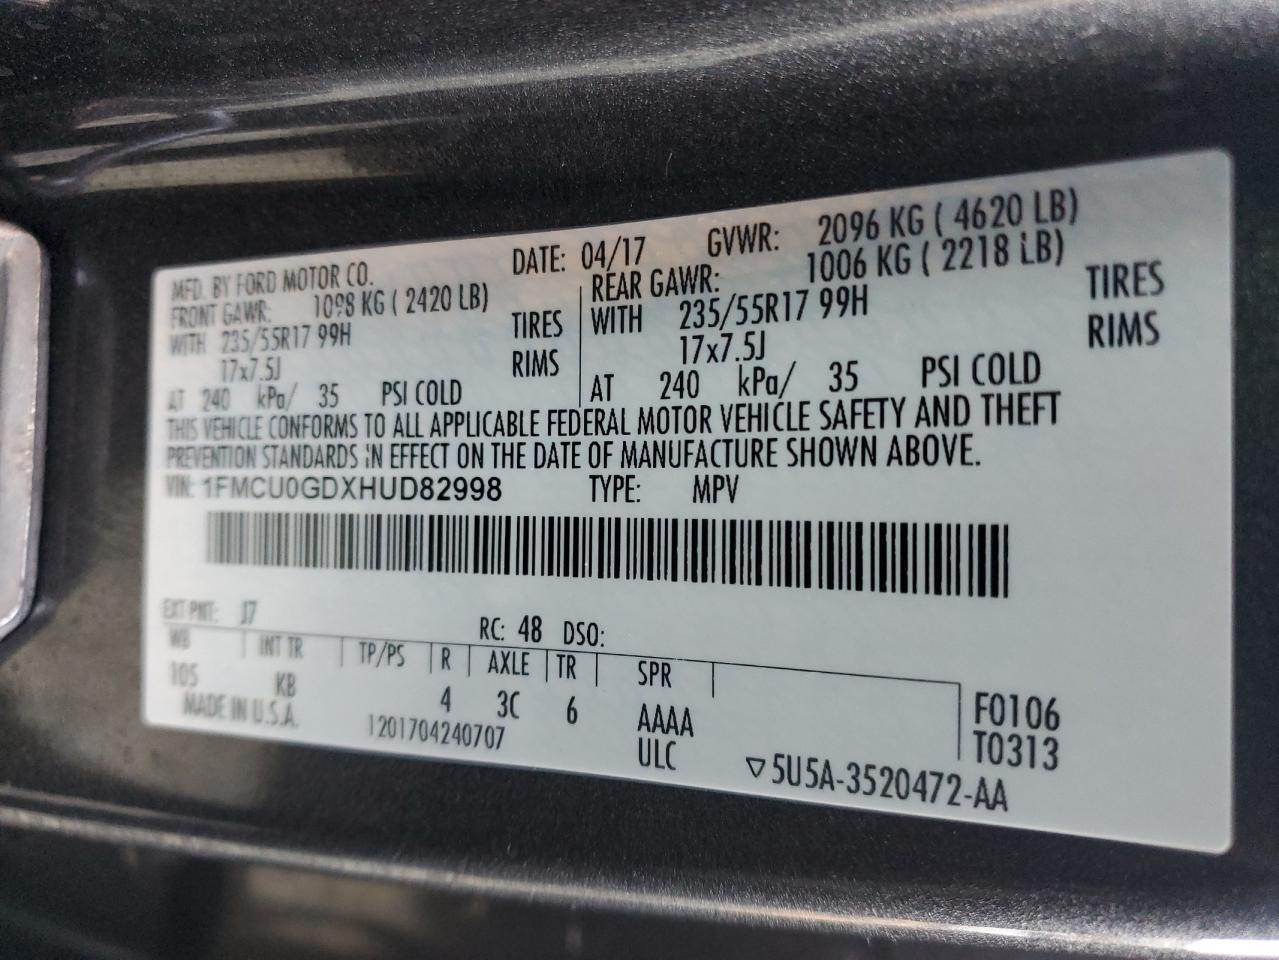 MFD. BY FORD MOTOR CO. DATE: 04/17 GVWR: 2096 KG ( 4620 LB)
FRONT GAWR: 1098 KG ( 2420 LB) REAR GAWR: 1006 KG ( 2218 LB)
WITH 235/55R17 99H TIRES WITH 235/55R17 99H TIRES
17x7.5J RIMS 17x7.5J RIMS
AT 240 kPa/ 35 PSI COLD AT 240 kPa/ 35 PSI COLD
THIS VEHICLE CONFORMS TO ALL APPLICABLE FEDERAL MOTOR VEHICLE SAFETY AND THEFT
PREVENTION STANDARDS IN EFFECT ON THE DATE OF MANUFACTURE SHOWN ABOVE.
VIN: 1FMCU0GDXHUD82998 TYPE: MPV
EXT PNT: J7 RC: 48 DSO:
WB INT TR TP/PS R AXLE TR SPR
105 KB 4 3C 6 AAAA F0106
MADE IN U.S.A. 1201704240707 ULC T0313
▽5U5A-3520472-AA